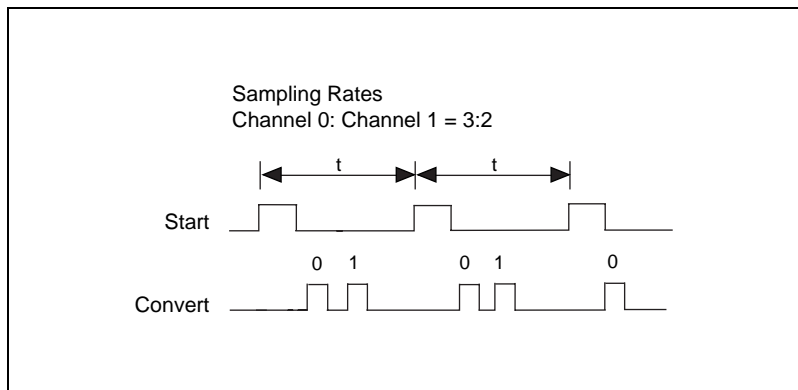 Sampling Rates
Channel 0: Channel 1 = 3:2
t t
Start
0 1 0 1 0
Convert